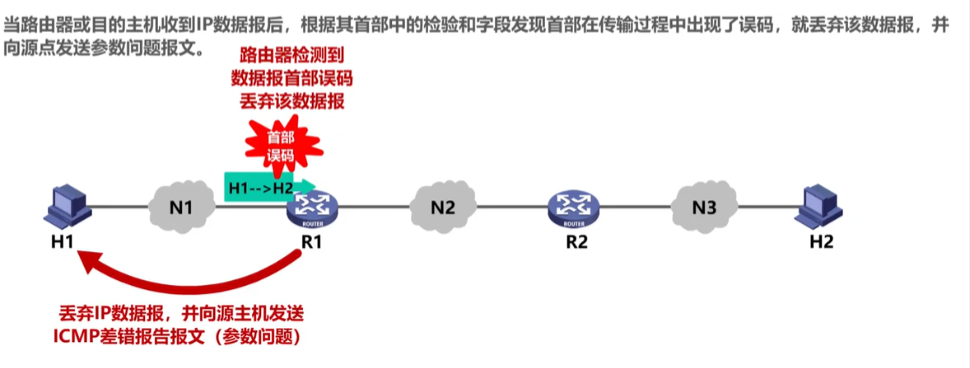 当路由器或目的主机收到IP数据报后，根据其首部中的检验和字段发现首部在传输过程中出现了误码，就丢弃该数据报，并
向源点发送参数问题报文。
路由器检测到
数据报首部误码
丢弃该数据报
首部
误码
H1-->H2
N1
N2
N3
ROUTER
ROUTER
H1
R1
R2
H2
丢弃IP数据报，并向源主机发送
ICMP差错报告报文（参数问题）